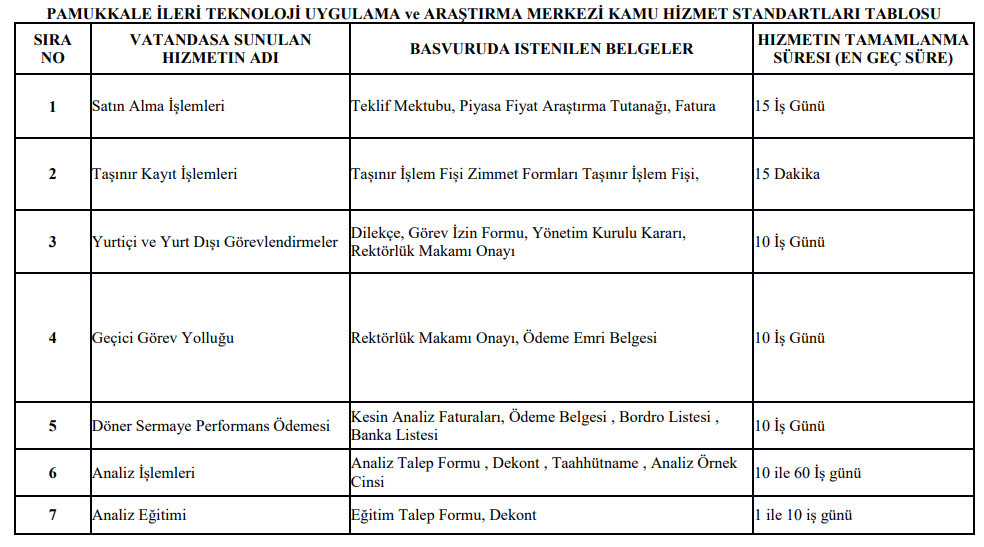 PAMUKKALE İLERİ TEKNOLOJİ UYGULAMA ve ARAŞTIRMA MERKEZİ KAMU HİZMET STANDARTLARI TABLOSU
SIRA
NO
VATANDASA SUNULAN
HIZMETIN ADI
BASVURUDA ISTENILEN BELGELER
HIZMETIN TAMAMLANMA
SÜRESI (EN GEÇ SÜRE)
1
Satın Alma İşlemleri
Teklif Mektubu, Piyasa Fiyat Araştırma Tutanağı, Fatura
15 İş Günü
2
Taşınır Kayıt İşlemleri
Taşınır İşlem Fişi Zimmet Formları Taşınır İşlem Fişi,
15 Dakika
3
Yurtiçi ve Yurt Dışı Görevlendirmeler
Dilekçe, Görev İzin Formu, Yönetim Kurulu Kararı,
Rektörlük Makamı Onayı
10 İş Günü
4
Geçici Görev Yolluğu
Rektörlük Makamı Onayı, Ödeme Emri Belgesi
10 İş Günü
5
Döner Sermaye Performans Ödemesi
Kesin Analiz Faturaları, Ödeme Belgesi , Bordro Listesi ,
Banka Listesi
10 İş Günü
6
Analiz İşlemleri
Analiz Talep Formu , Dekont , Taahhütname , Analiz Örnek
Cinsi
10 ile 60 İş günü
7
Analiz Eğitimi
Eğitim Talep Formu, Dekont
1 ile 10 iş günü